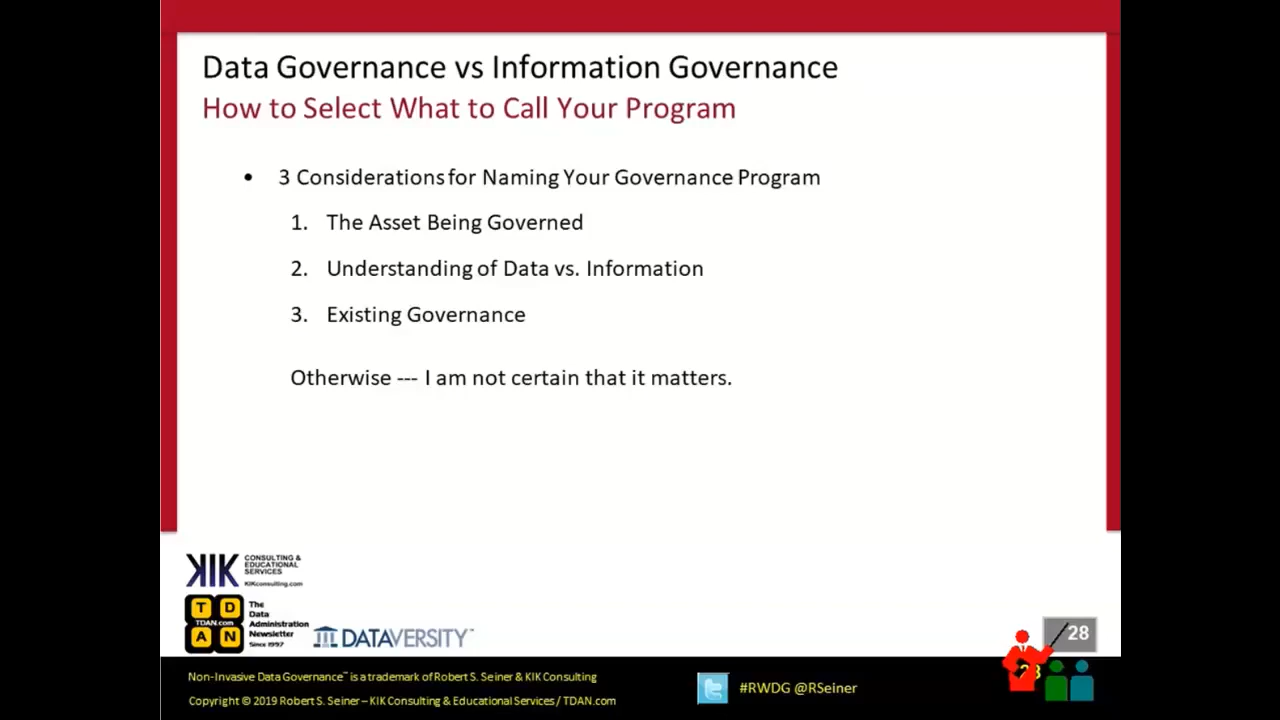 Data Governance vs Information Governance
How to Select What to Call Your Program
• 3 Considerations for Naming Your Governance Program
1. The Asset Being Governed
2. Understanding of Data vs. Information
3. Existing Governance
Otherwise --- I am not certain that it matters.
KIK CONSULTING & EDUCATIONAL SERVICES
KIKconsulting.com
T D
TDAN.com
A N
The
Data
Administration
Newsletter
Since 1997
DATAVERSITY™
28
Non-Invasive Data Governance™ is a trademark of Robert S. Seiner & KIK Consulting
Copyright © 2019 Robert S. Seiner – KIK Consulting & Educational Services / TDAN.com
#RWDG @RSeiner